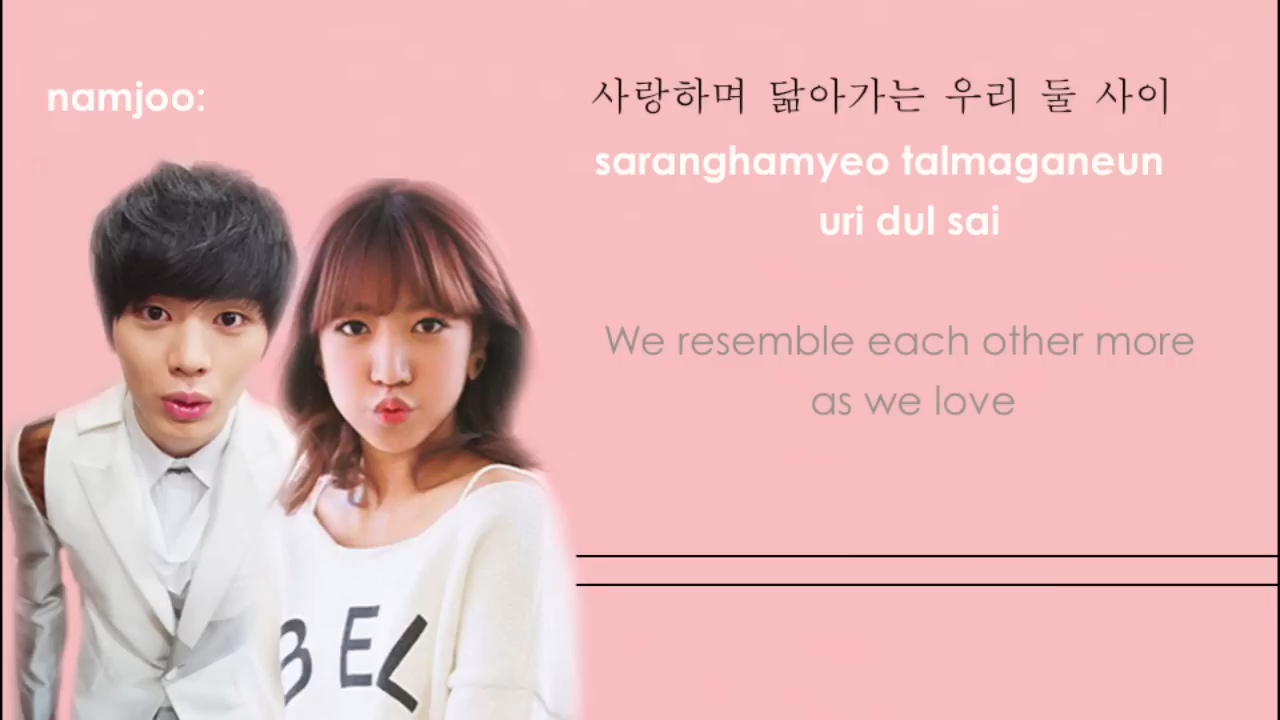 namjoo:
사랑하며 닮아가는 우리 둘 사이
saranghamyeo talmaganeun
uri dul sai
We resemble each other more
as we love
BE